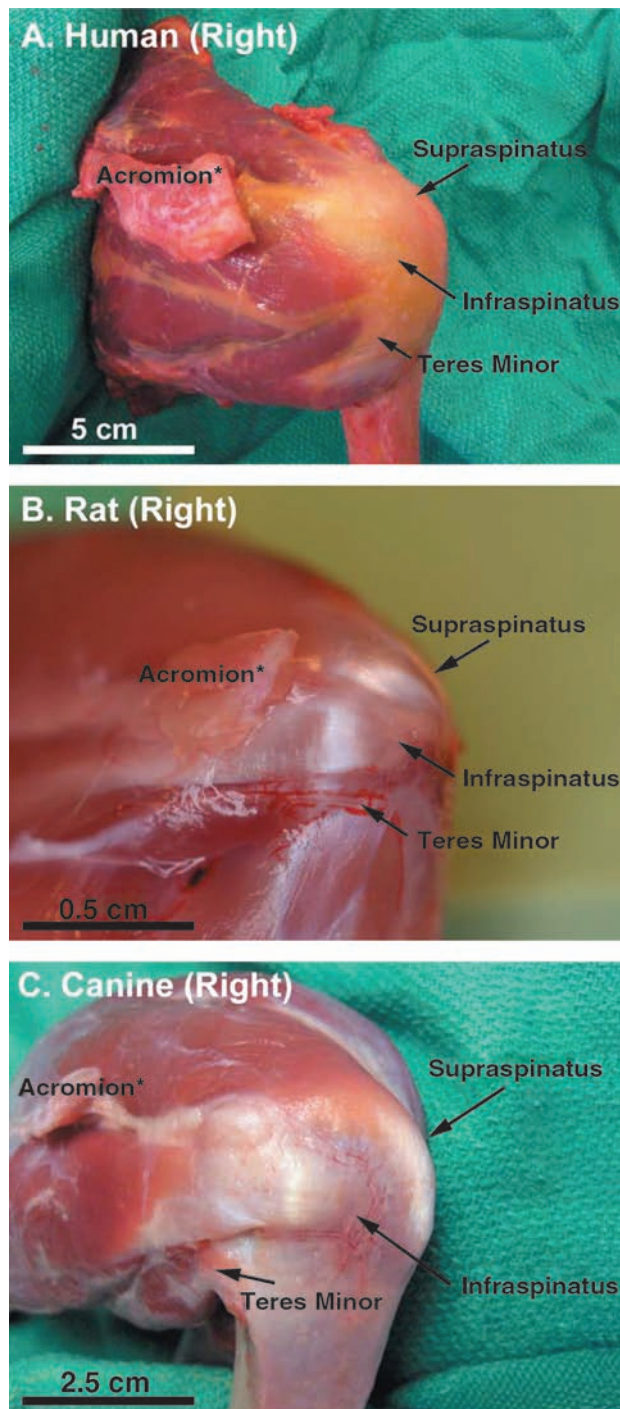 A. Human (Right)
Supraspinatus
Acromion*
Infraspinatus
Teres Minor
5 cm
B. Rat (Right)
Supraspinatus
Acromion*
Infraspinatus
Teres Minor
0.5 cm
C. Canine (Right)
Supraspinatus
Acromion*
Infraspinatus
Teres Minor
2.5 cm